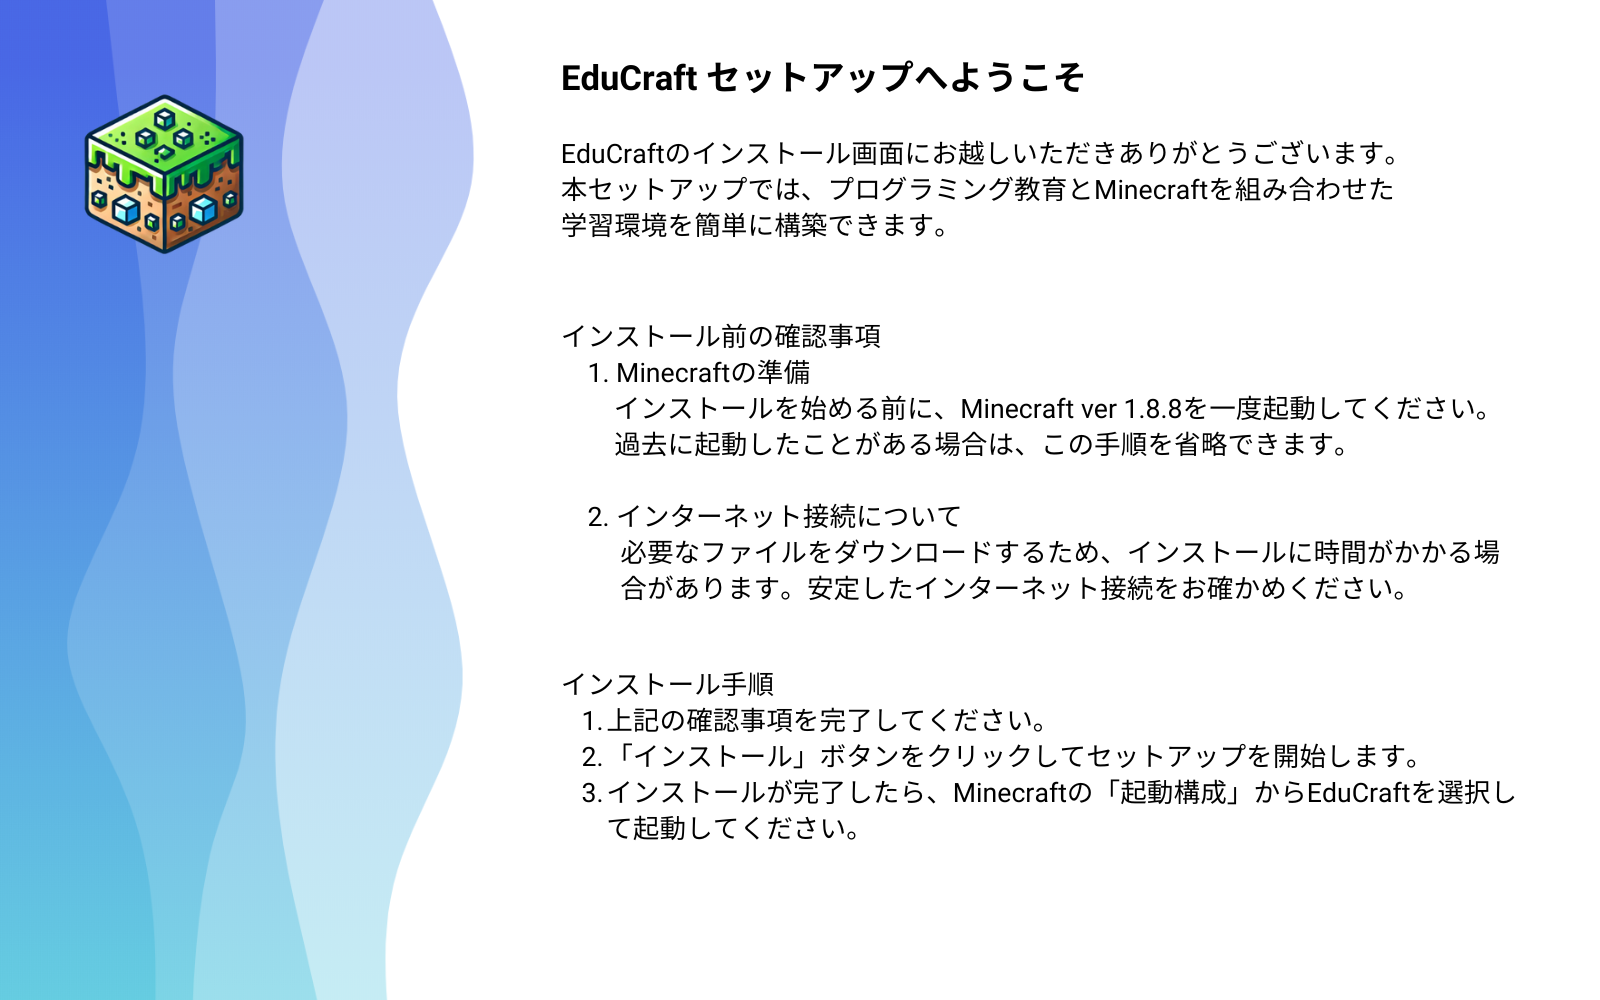 EduCraft セットアップへようこそ
EduCraftのインストール画面にお越しいただきありがとうございます。
本セットアップでは、プログラミング教育とMinecraftを組み合わせた
学習環境を簡単に構築できます。
インストール前の確認事項
1. Minecraftの準備
インストールを始める前に、Minecraft ver 1.8.8を一度起動してください。
過去に起動したことがある場合は、この手順を省略できます。
2. インターネット接続について
必要なファイルをダウンロードするため、インストールに時間がかかる場
合があります。安定したインターネット接続をお確かめください。
インストール手順
1. 上記の確認事項を完了してください。
2. 「インストール」ボタンをクリックしてセットアップを開始します。
3. インストールが完了したら、Minecraftの「起動構成」からEduCraftを選択し
て起動してください。